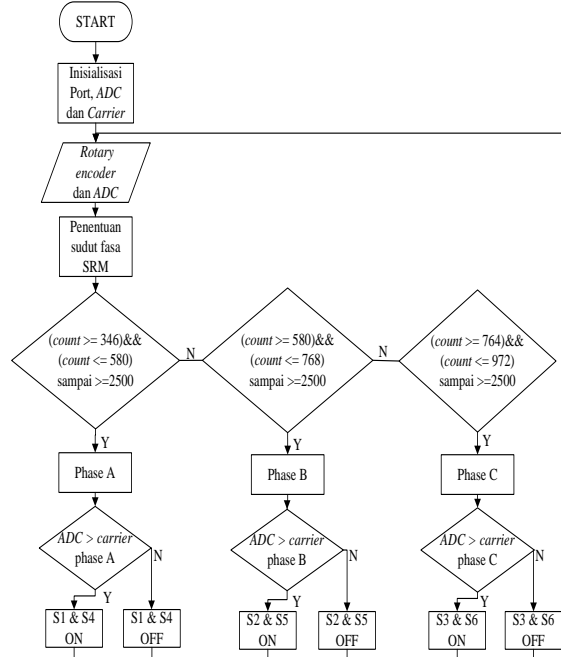 START
Inisialisasi
Port, ADC
dan Carrier
Rotary
encoder
dan ADC
Penentuan
sudut fasa
SRM
(count >= 346)&&
(count <= 580)
sampai >=2500
N
(count >= 580)&&
(count <= 768)
sampai >=2500
N
(count >= 764)&&
(count <= 972)
sampai >=2500
Y
Y
Y
Phase A
Phase B
Phase C
ADC > carrier
phase A
N
ADC > carrier
phase B
N
ADC > carrier
phase C
N
Y
Y
Y
S1 & S4
ON
S1 & S4
OFF
S2 & S5
ON
S2 & S5
OFF
S3 & S6
ON
S3 & S6
OFF